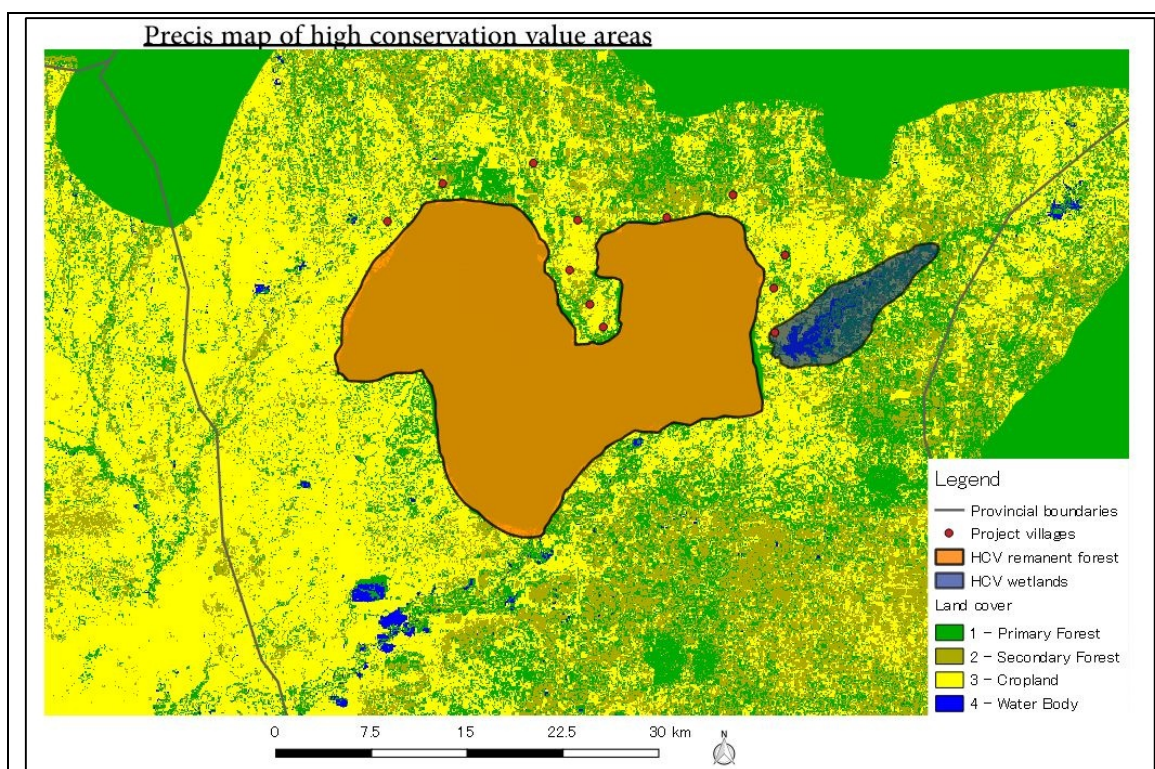 Precis map of high conservation value areas
Legend
Provincial boundaries
Project villages
HCV remanent forest
HCV wetlands
Land cover
1 - Primary Forest
2 - Secondary Forest
3 - Cropland
4 - Water Body
0 7.5 15 22.5 30 km
N